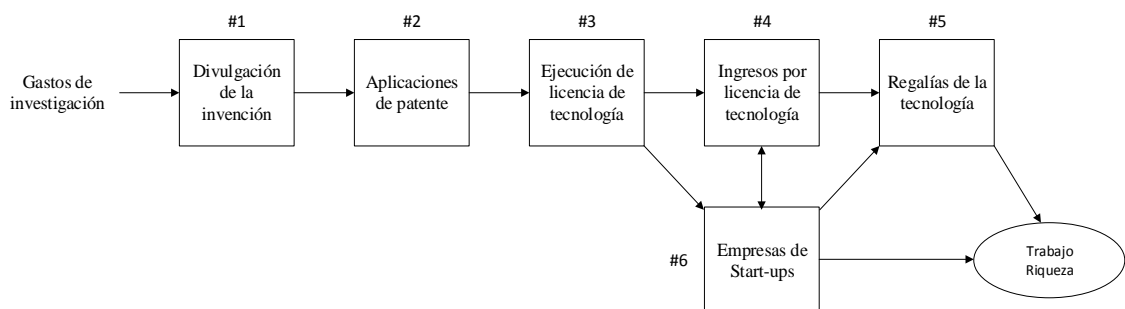 #1
#2
#3
#4
#5
Gastos de
investigación
Divulgación
de la
invención
Aplicaciones
de patente
Ejecución de
licencia de
tecnología
Ingresos por
licencia de
tecnología
Regalías de la
tecnología
#6
Empresas de
Start-ups
Trabajo
Riqueza